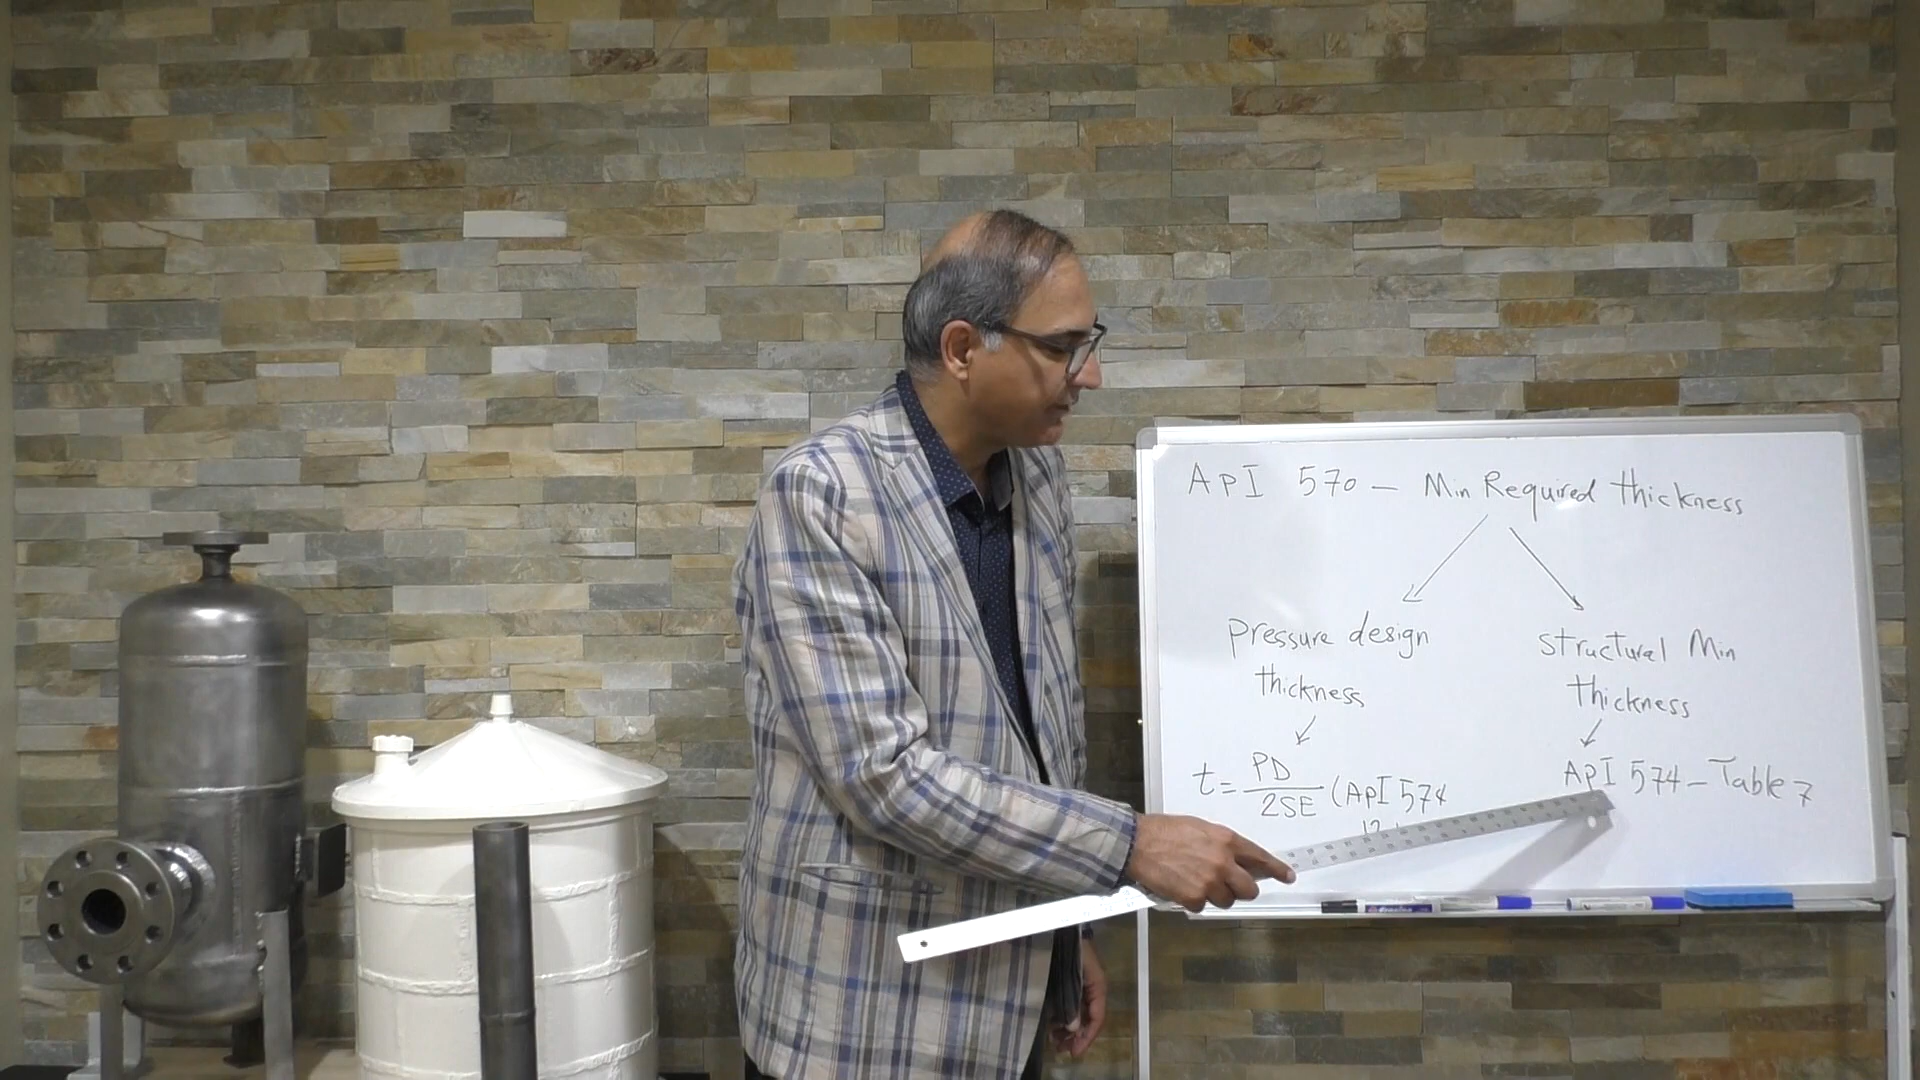 API 570 - Min Required thickness
pressure design
thickness
t = PD / 2SE (API 574
structural Min
thickness
API 574 - Table 7